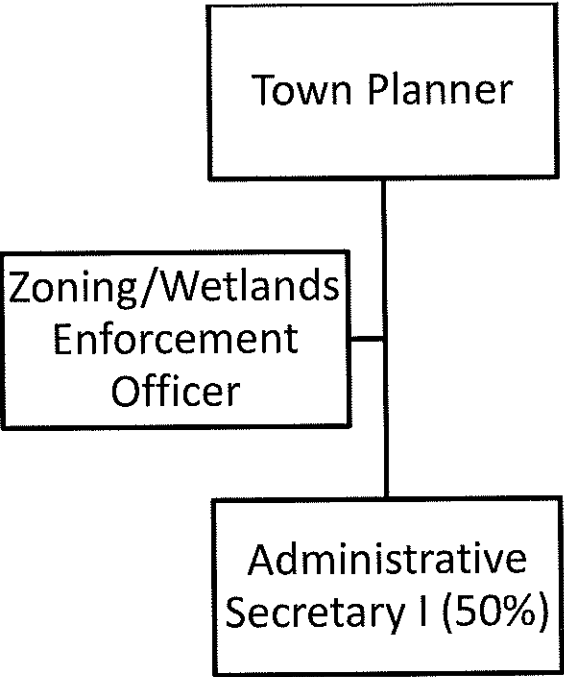 Town Planner
Zoning/Wetlands
Enforcement
Officer
Administrative
Secretary I (50%)